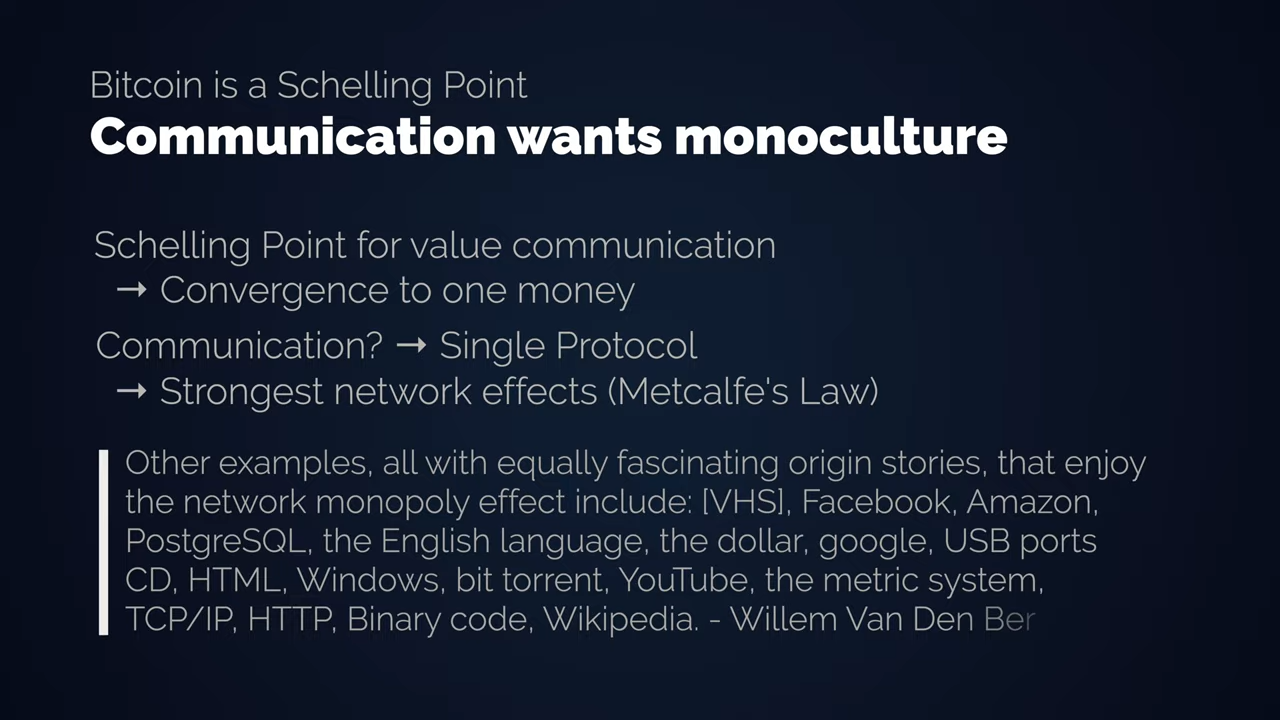 Bitcoin is a Schelling Point
Communication wants monoculture
Schelling Point for value communication
→ Convergence to one money
Communication? → Single Protocol
→ Strongest network effects (Metcalfe's Law)
Other examples, all with equally fascinating origin stories, that enjoy
the network monopoly effect include: [VHS], Facebook, Amazon,
PostgreSQL, the English language, the dollar, google, USB ports
CD, HTML, Windows, bit torrent, YouTube, the metric system,
TCP/IP, HTTP, Binary code, Wikipedia. - Willem Van Den Ber